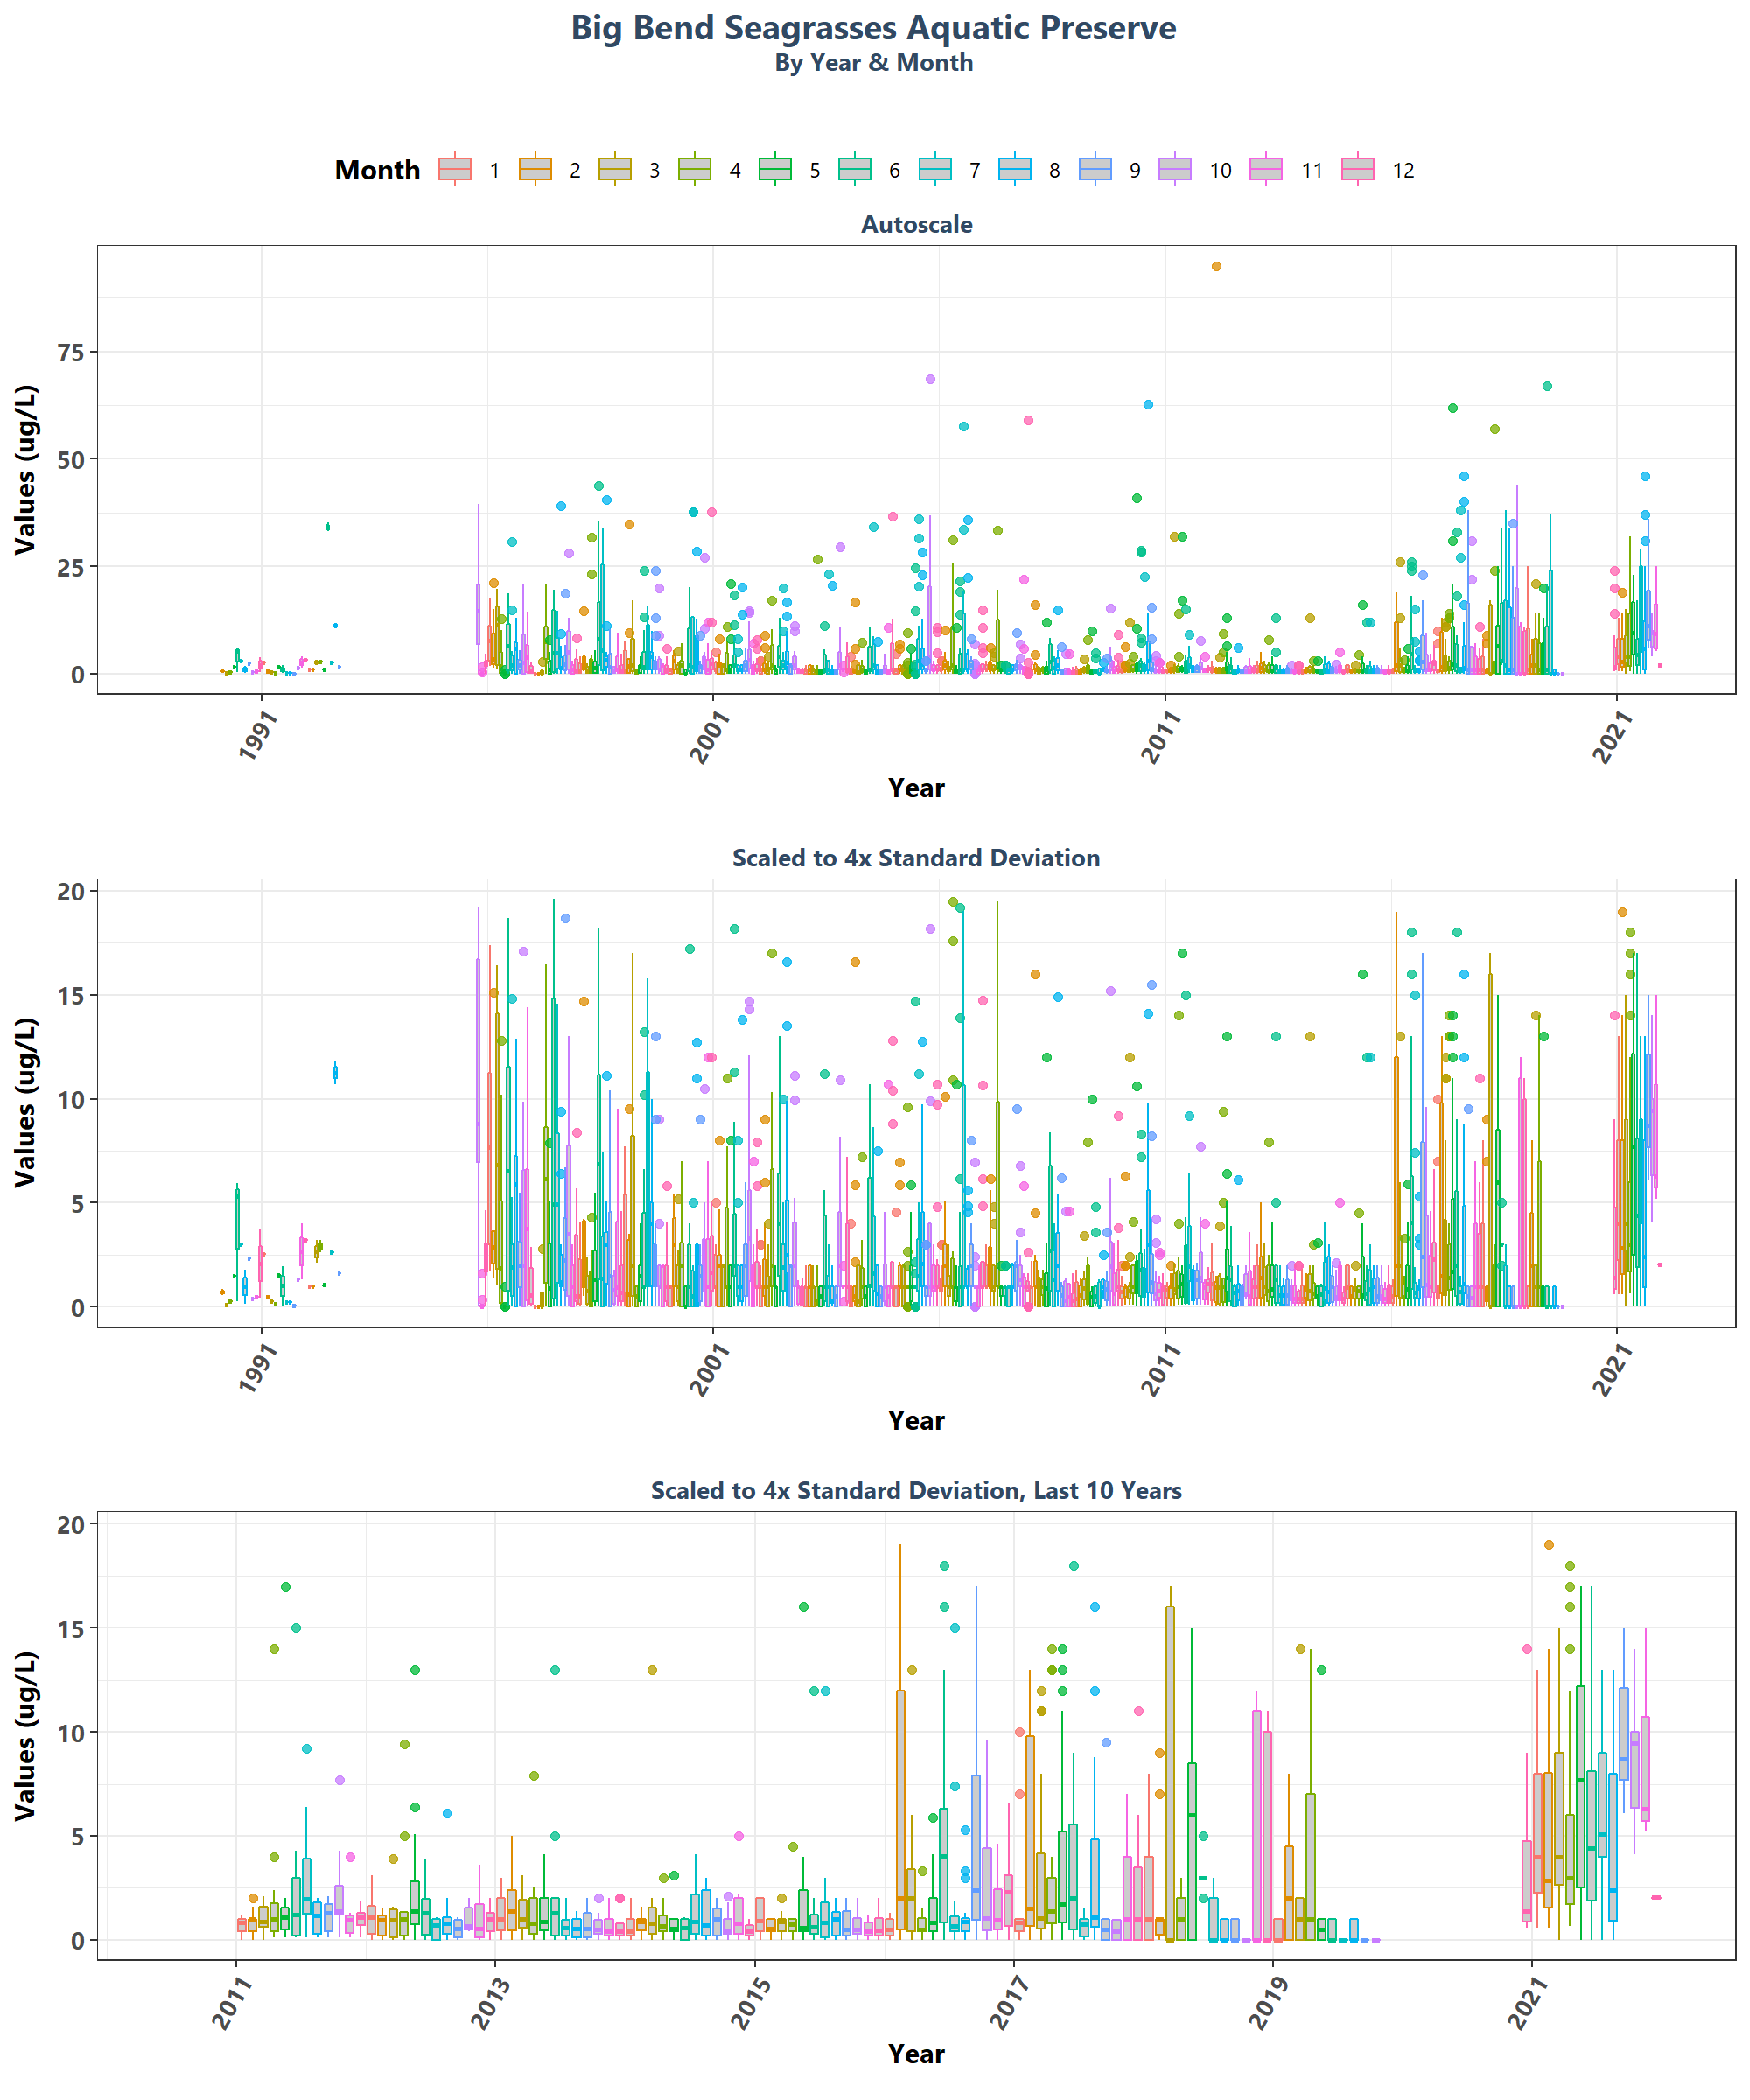 Big Bend Seagrasses Aquatic Preserve
By Year & Month
Month 1 2 3 4 5 6 7 8 9 10 11 12
Autoscale
Values (ug/L)
75
50
25
0
1991 2001 2011 2021
Year
Scaled to 4x Standard Deviation
Values (ug/L)
20
15
10
5
0
1991 2001 2011 2021
Year
Scaled to 4x Standard Deviation, Last 10 Years
Values (ug/L)
20
15
10
5
0
2011 2013 2015 2017 2019 2021
Year